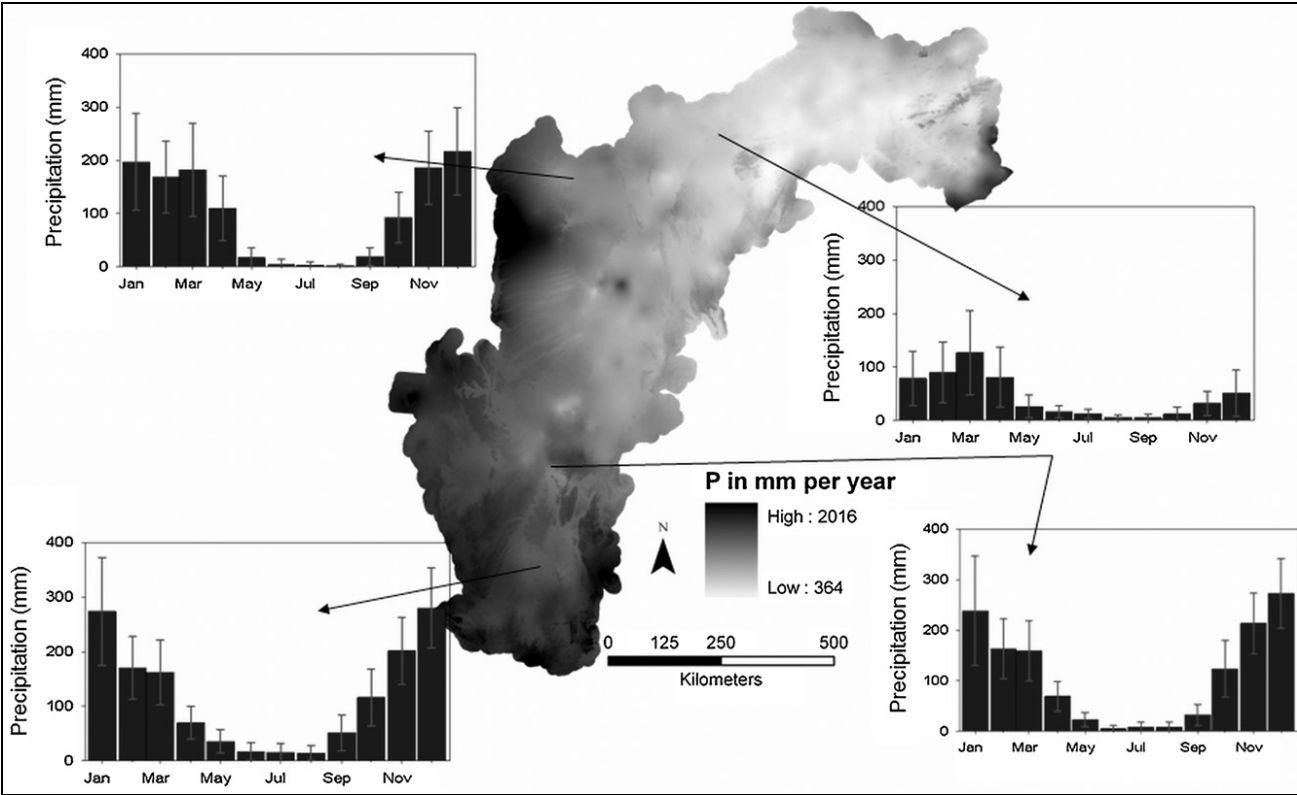 400
300
200
100
0
Precipitation (mm)
Jan Mar May Jul Sep Nov
400
300
200
100
0
Precipitation (mm)
Jan Mar May Jul Sep Nov
P in mm per year
High : 2016
Low : 364
N
0 125 250 500
Kilometers
400
300
200
100
0
Precipitation (mm)
Jan Mar May Jul Sep Nov
400
300
200
100
0
Precipitation (mm)
Jan Mar May Jul Sep Nov